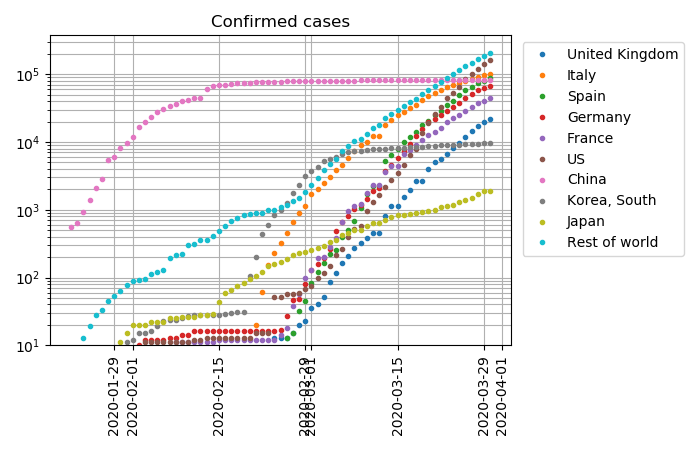 Confirmed cases
10^5
10^4
10^3
10^2
10^1
2020-01-29
2020-02-01
2020-02-15
2020-02-29
2020-03-01
2020-03-15
2020-03-29
2020-04-01
United Kingdom
Italy
Spain
Germany
France
US
China
Korea, South
Japan
Rest of world